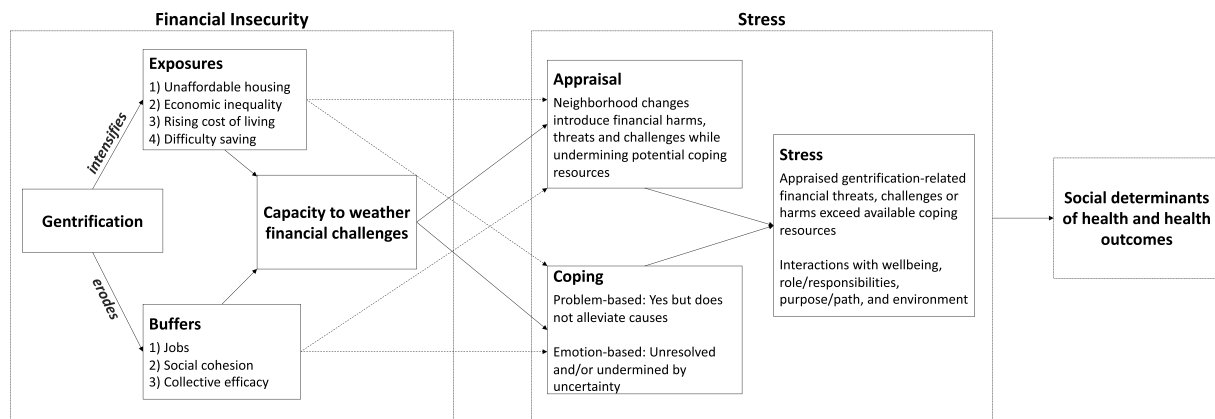 Financial Insecurity
Stress
Exposures
1) Unaffordable housing
2) Economic inequality
3) Rising cost of living
4) Difficulty saving
intensifies
Gentrification
erodes
Capacity to weather
financial challenges
Buffers
1) Jobs
2) Social cohesion
3) Collective efficacy
Appraisal
Neighborhood changes
introduce financial harms,
threats and challenges while
undermining potential coping
resources
Coping
Problem-based: Yes but does
not alleviate causes
Emotion-based: Unresolved
and/or undermined by
uncertainty
Stress
Appraised gentrification-related
financial threats, challenges or
harms exceed available coping
resources
Interactions with wellbeing,
role/responsibilities,
purpose/path, and environment
Social determinants
of health and health
outcomes